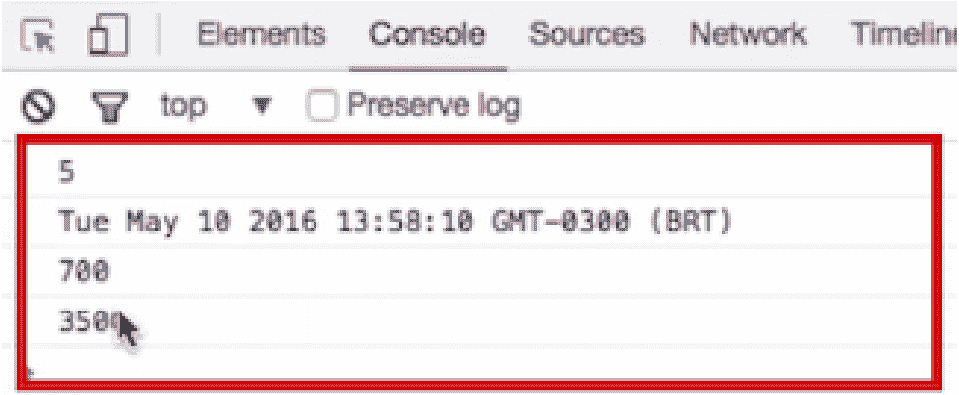 Elements Console Sources Network Timeline
top ▼ Preserve log
5
Tue May 10 2016 13:58:10 GMT-0300 (BRT)
700
3500